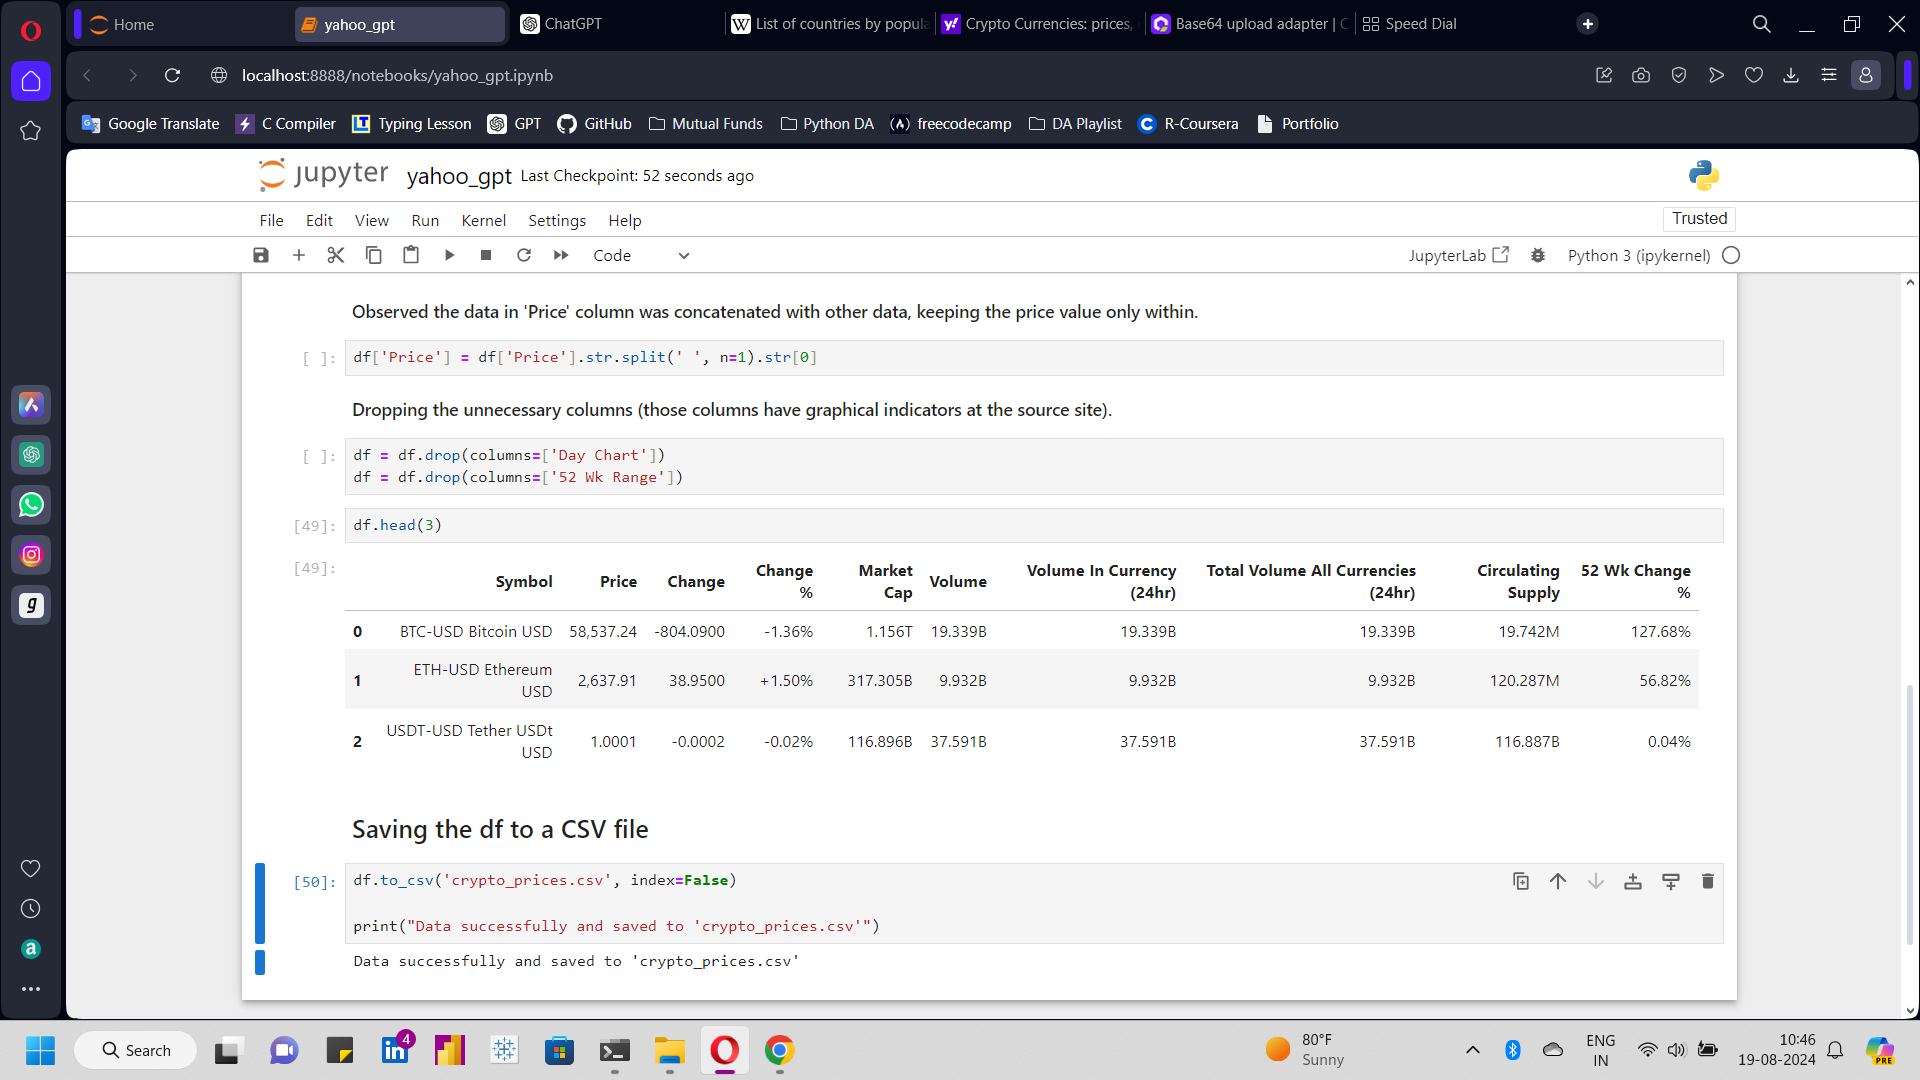 Home
yahoo_gpt
ChatGPT
List of countries by popula
Crypto Currencies: prices,
Base64 upload adapter | C
Speed Dial
localhost:8888/notebooks/yahoo_gpt.ipynb
Google Translate
C Compiler
Typing Lesson
GPT
GitHub
Mutual Funds
Python DA
freecodecamp
DA Playlist
R-Coursera
Portfolio
jupyter yahoo_gpt Last Checkpoint: 52 seconds ago
File Edit View Run Kernel Settings Help
Trusted
Code
JupyterLab
Python 3 (ipykernel)
Observed the data in 'Price' column was concatenated with other data, keeping the price value only within.
[ ]: df['Price'] = df['Price'].str.split(' ', n=1).str[0]
Dropping the unnecessary columns (those columns have graphical indicators at the source site).
[ ]: df = df.drop(columns=['Day Chart'])
df = df.drop(columns=['52 Wk Range'])
[49]: df.head(3)
[49]:
Symbol Price Change Change % Market Cap Volume Volume In Currency (24hr) Total Volume All Currencies (24hr) Circulating Supply 52 Wk Change %
0 BTC-USD Bitcoin USD 58,537.24 -804.0900 -1.36% 1.156T 19.339B 19.339B 19.339B 19.742M 127.68%
1 ETH-USD Ethereum USD 2,637.91 38.9500 +1.50% 317.305B 9.932B 9.932B 9.932B 120.287M 56.82%
2 USDT-USD Tether USDt USD 1.0001 -0.0002 -0.02% 116.896B 37.591B 37.591B 37.591B 116.887B 0.04%
Saving the df to a CSV file
[50]: df.to_csv('crypto_prices.csv', index=False)
print("Data successfully and saved to 'crypto_prices.csv'")
Data successfully and saved to 'crypto_prices.csv'
Search
4
80°F
Sunny
ENG
IN
10:46
19-08-2024
PRE